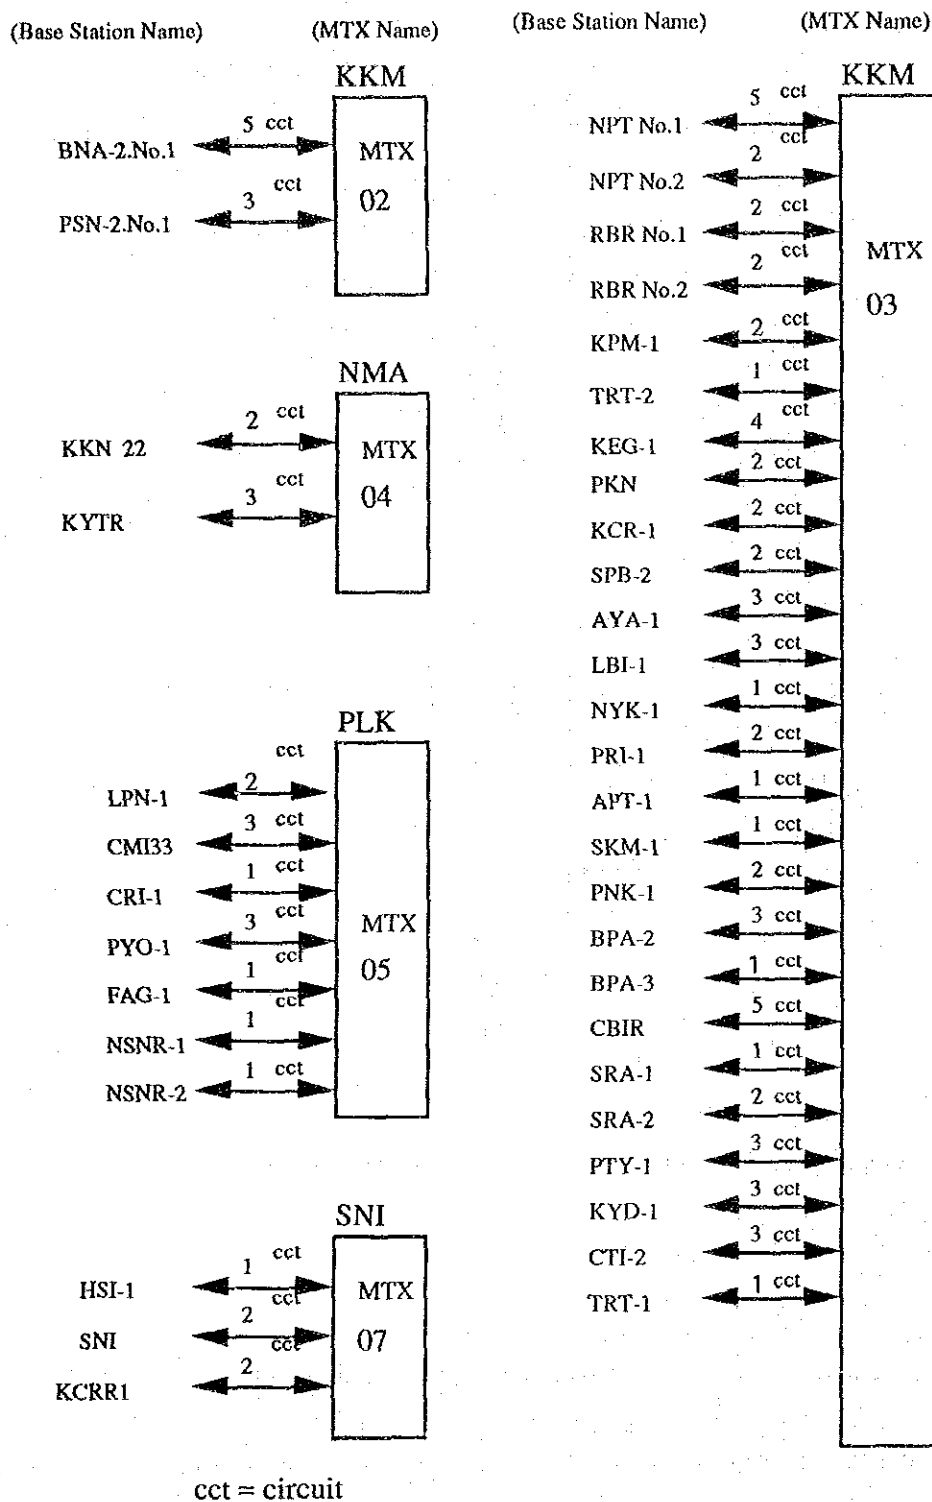 (Base Station Name) (MTX Name)
KKM
BNA-2.No.1 5 cct MTX
PSN-2.No.1 3 cct 02
NMA
KKN 22 2 cct MTX
KYTR 3 cct 04
PLK
LPN-1 2 cct
CMI33 3 cct
CRI-1 1 cct
PYO-1 3 cct MTX
FAG-1 1 cct 05
NSNR-1 1 cct
NSNR-2 1 cct
SNI
HSI-1 1 cct MTX
SNI 2 cct 07
KCRR1 2 cct
cct = circuit
(Base Station Name) (MTX Name)
KKM
NPT No.1 5 cct
NPT No.2 2 cct
RBR No.1 2 cct MTX
RBR No.2 2 cct 03
KPM-1 2 cct
TRT-2 1 cct
KEG-1 4 cct
PKN 2 cct
KCR-1 2 cct
SPB-2 2 cct
AYA-1 3 cct
LBI-1 3 cct
NYK-1 1 cct
PRI-1 2 cct
APT-1 1 cct
SKM-1 1 cct
PNK-1 2 cct
BPA-2 3 cct
BPA-3 1 cct
CBIR 5 cct
SRA-1 1 cct
SRA-2 2 cct
PTY-1 3 cct
KYD-1 3 cct
CTI-2 3 cct
TRT-1 1 cct